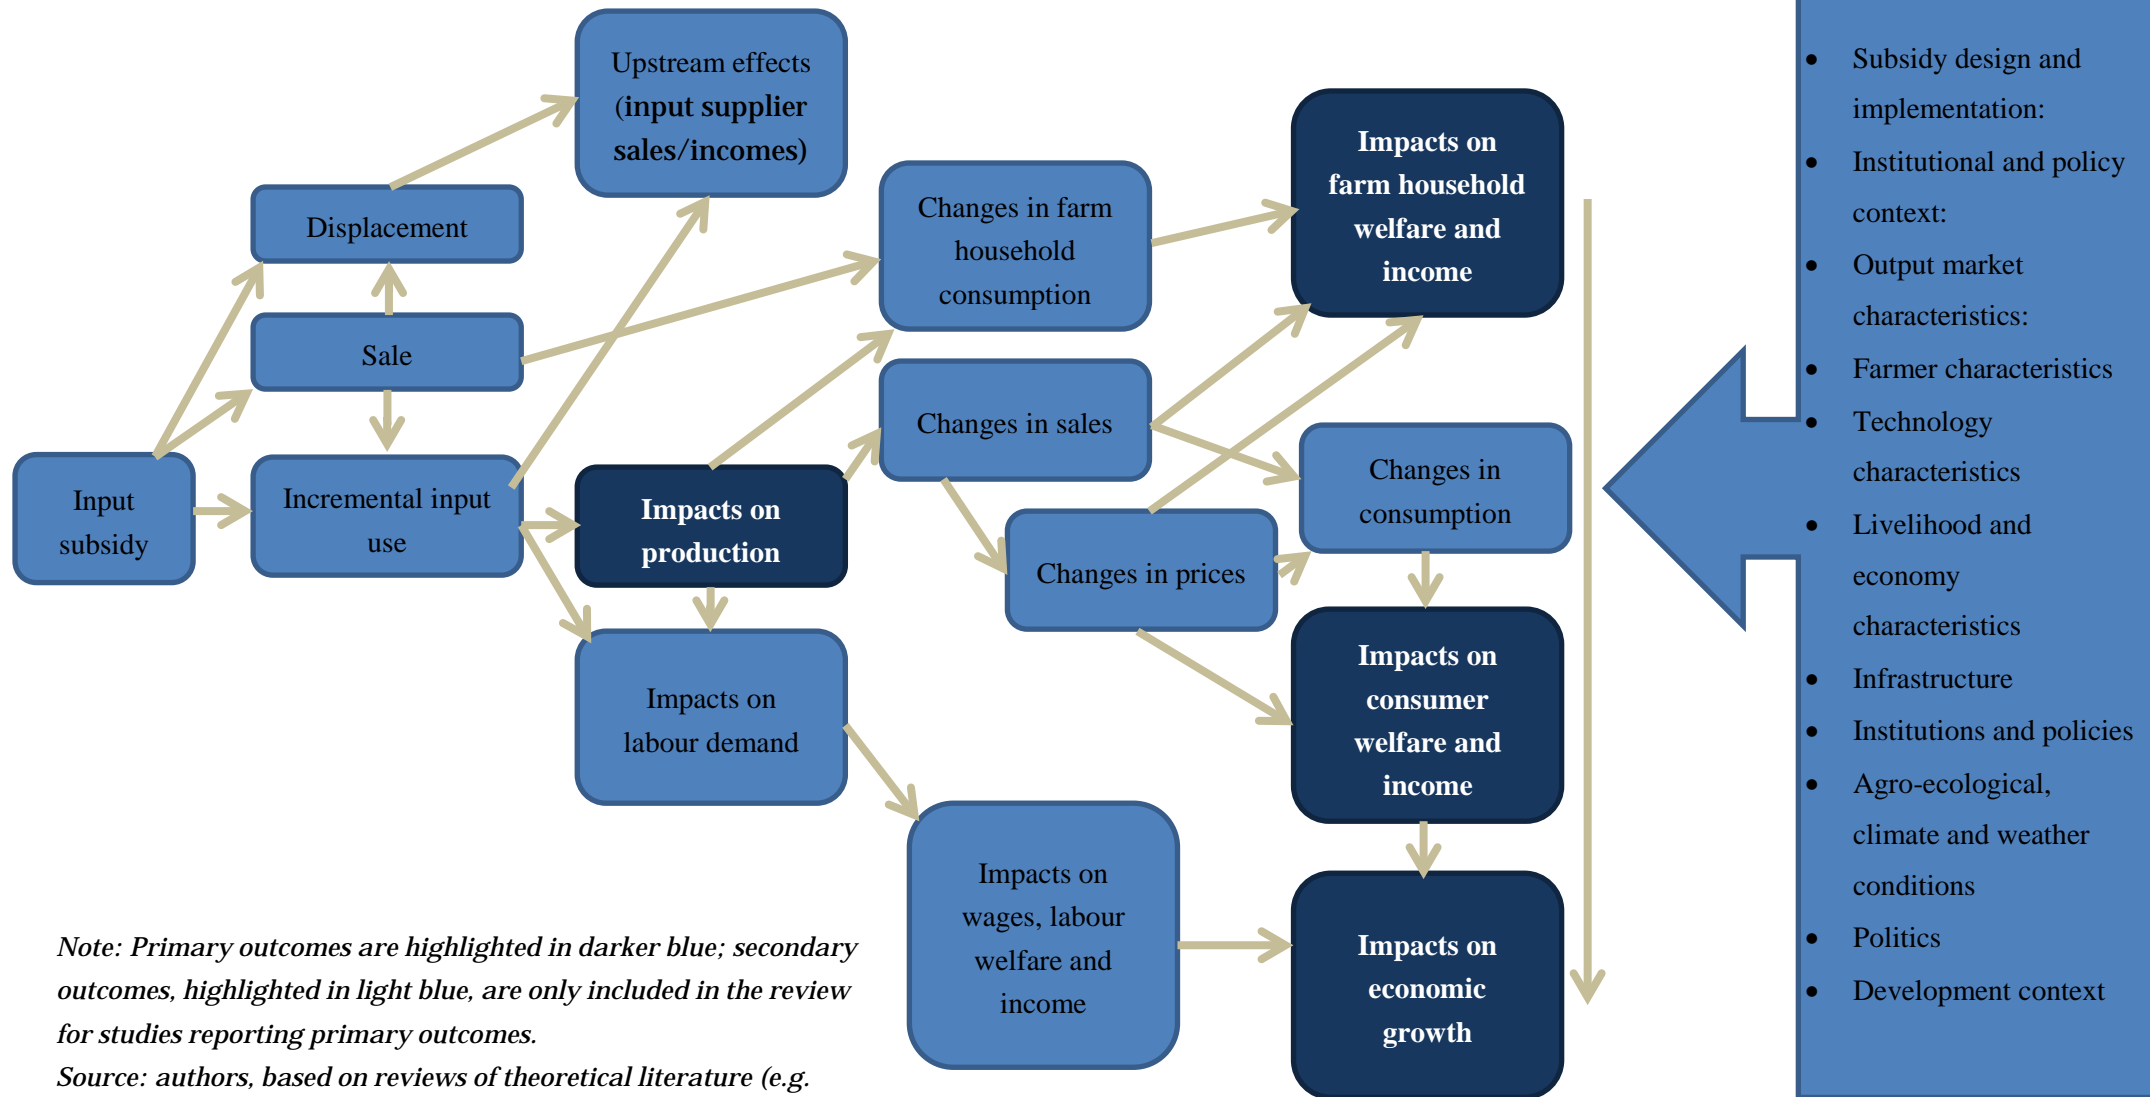 Upstream effects
(input supplier
sales/incomes)
Displacement
Sale
Input
subsidy
Incremental input
use
Impacts on
production
Impacts on
labour demand
Changes in farm
household
consumption
Changes in sales
Changes in prices
Impacts on
wages, labour
welfare and
income
Impacts on
farm household
welfare and
income
Changes in
consumption
Impacts on
consumer
welfare and
income
Impacts on
economic
growth
• Subsidy design and
implementation:
• Institutional and policy
context:
• Output market
characteristics:
• Farmer characteristics
• Technology
characteristics
• Livelihood and
economy
characteristics
• Infrastructure
• Institutions and policies
• Agro-ecological,
climate and weather
conditions
• Politics
• Development context
Note: Primary outcomes are highlighted in darker blue; secondary
outcomes, highlighted in light blue, are only included in the review
for studies reporting primary outcomes.
Source: authors, based on reviews of theoretical literature (e.g.